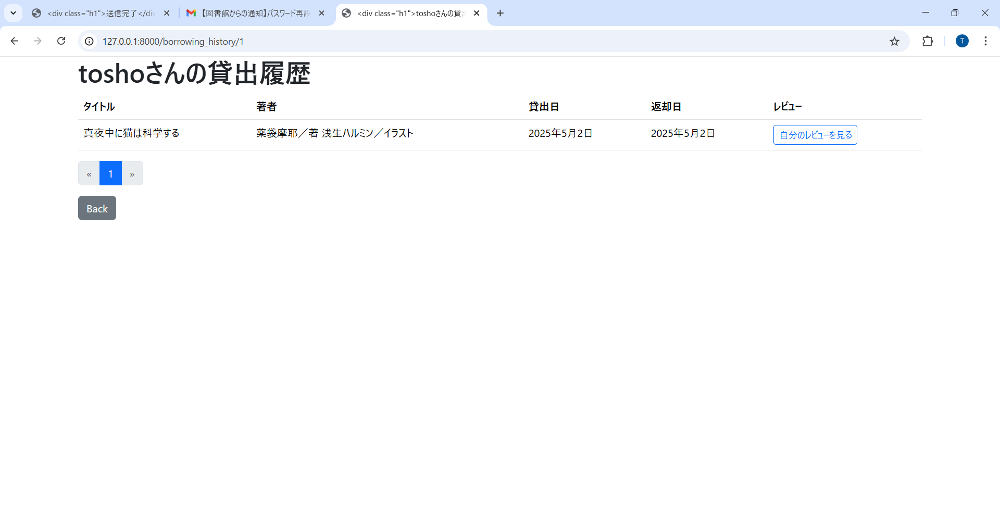 <div class="h1">送信完了</div
【図書館からの通知】パスワード再設
<div class="h1">toshoさんの貸
127.0.0.1:8000/borrowing_history/1
T
toshoさんの貸出履歴
タイトル 著者 貸出日 返却日 レビュー
真夜中に猫は科学する 薬袋摩耶／著 浅生ハルミン／イラスト 2025年5月2日 2025年5月2日 自分のレビューを見る
« 1 »
Back